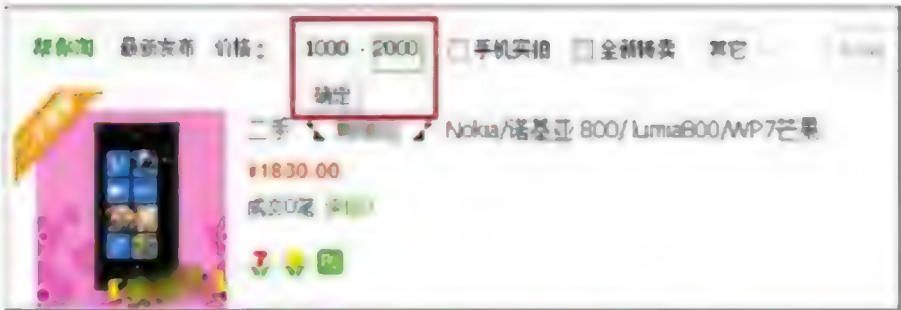 帮你淘 最新发布 价格： 1000 - 2000 手机实拍 全新转卖 其它
确定
二手 Nokia/诺基亚 800/ lumia800/WP7芒果
¥1830.00
成交0笔